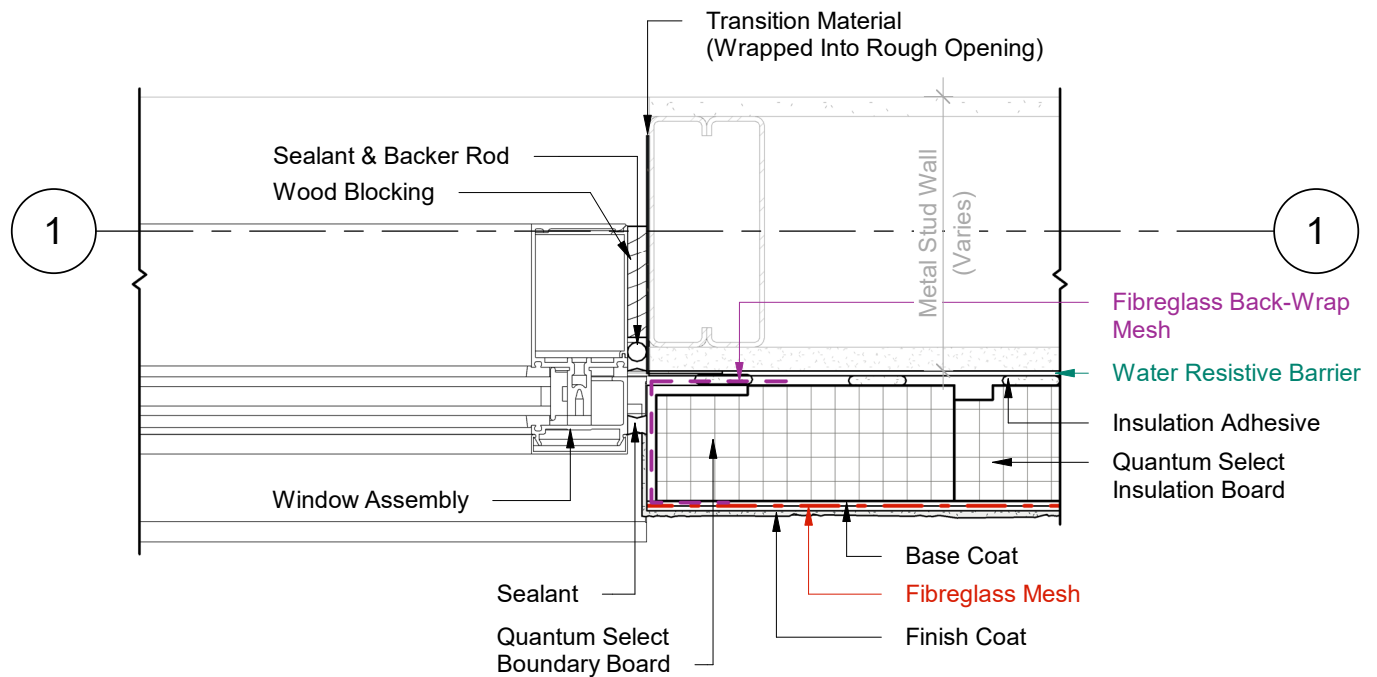 Transition Material
(Wrapped Into Rough Opening)
Sealant & Backer Rod
Wood Blocking
1
1
Metal Stud Wall
(Varies)
Fibreglass Back-Wrap
Mesh
Water Resistive Barrier
Insulation Adhesive
Quantum Select
Insulation Board
Window Assembly
Base Coat
Sealant
Fibreglass Mesh
Quantum Select
Boundary Board
Finish Coat